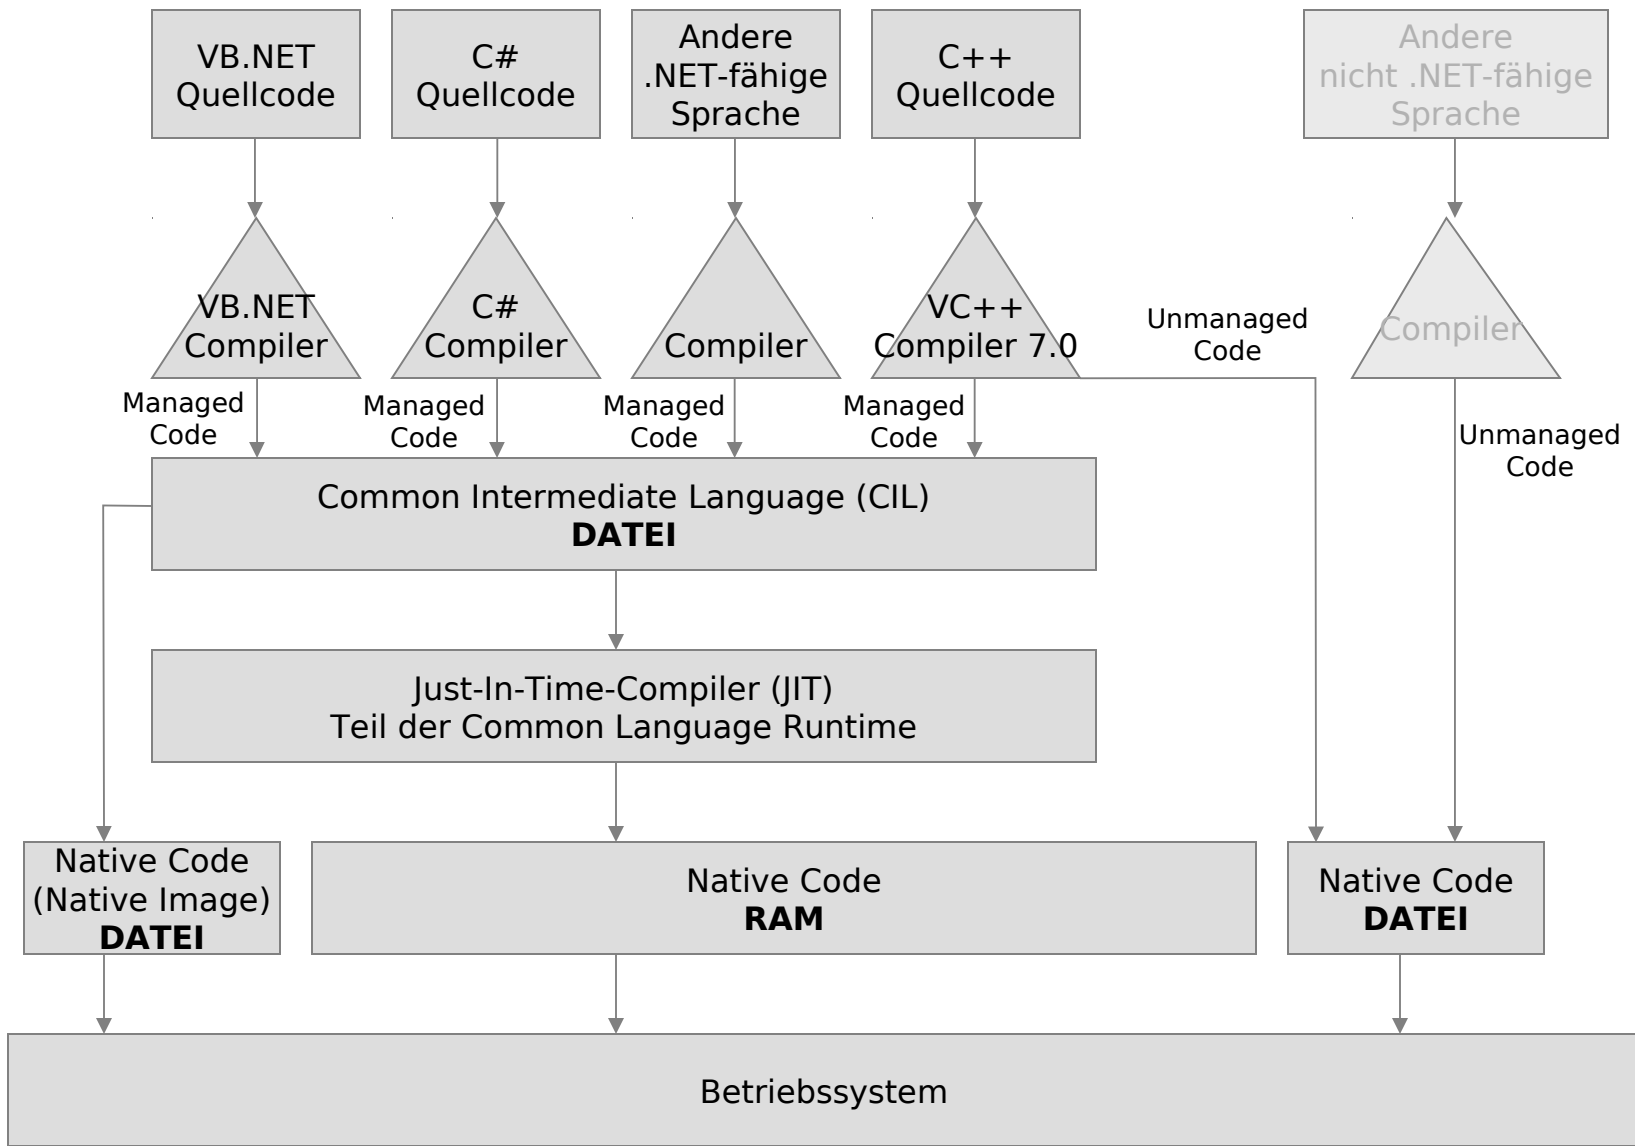 VB.NET
Quellcode
C#
Quellcode
Andere
.NET-fähige
Sprache
C++
Quellcode
Andere
nicht .NET-fähige
Sprache
VB.NET
Compiler
C#
Compiler
Compiler
VC++
Compiler 7.0
Unmanaged
Code
Compiler
Managed
Code
Managed
Code
Managed
Code
Managed
Code
Unmanaged
Code
Common Intermediate Language (CIL)
DATEI
Just-In-Time-Compiler (JIT)
Teil der Common Language Runtime
Native Code
(Native Image)
DATEI
Native Code
RAM
Native Code
DATEI
Betriebssystem